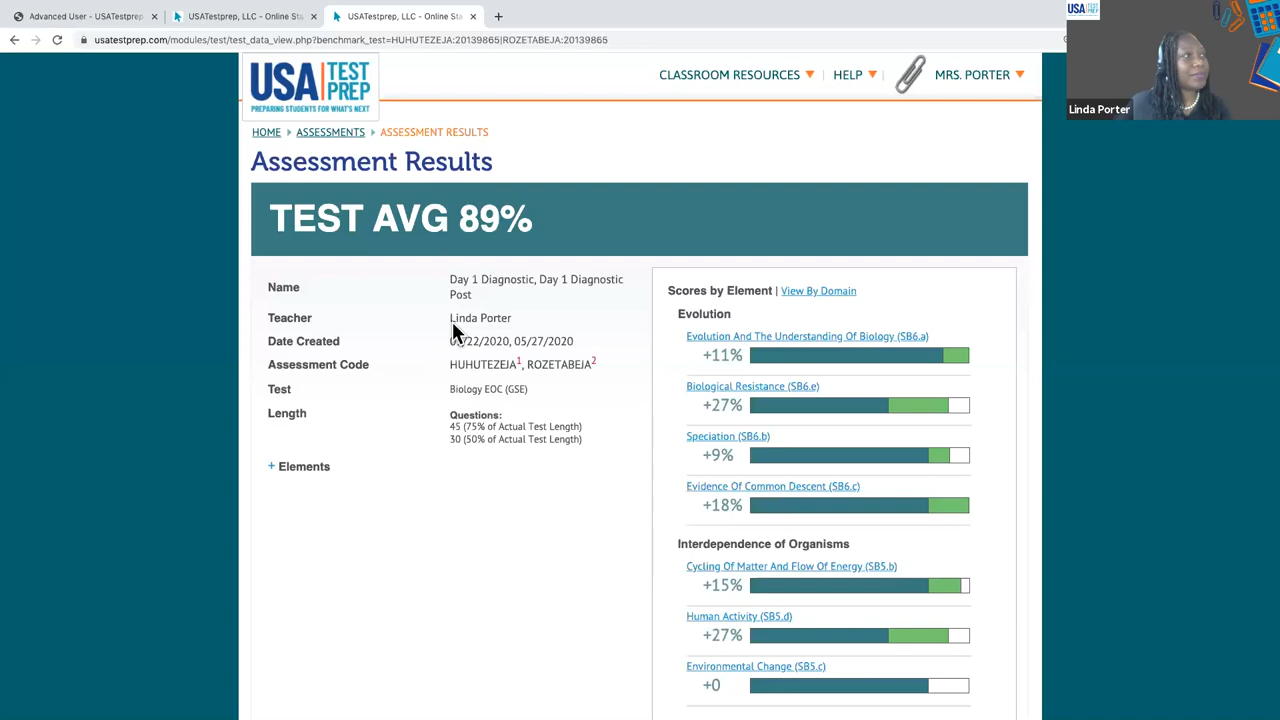 Advanced User - USATestprep
USATestprep, LLC - Online Sta
USATestprep, LLC - Online Sta
usatestprep.com/modules/test/test_data_view.php?benchmark_test=HUHUTEZEJA:20139865|ROZETABEJA:20139865
USA TEST PREP
PREPARING STUDENTS FOR WHAT'S NEXT
CLASSROOM RESOURCES
HELP
MRS. PORTER
Linda Porter
HOME ASSESSMENTS ASSESSMENT RESULTS
Assessment Results
TEST AVG 89%
Name Day 1 Diagnostic, Day 1 Diagnostic
Post
Teacher Linda Porter
Date Created /22/2020, 05/27/2020
Assessment Code HUHUTEZEJA1, ROZETABEJA2
Test Biology EOC (GSE)
Length Questions:
45 (75% of Actual Test Length)
30 (50% of Actual Test Length)
+ Elements
Scores by Element | View By Domain
Evolution
Evolution And The Understanding Of Biology (SB6.a)
+11%
Biological Resistance (SB6.e)
+27%
Speciation (SB6.b)
+9%
Evidence Of Common Descent (SB6.c)
+18%
Interdependence of Organisms
Cycling Of Matter And Flow Of Energy (SB5.b)
+15%
Human Activity (SB5.d)
+27%
Environmental Change (SB5.c)
+0